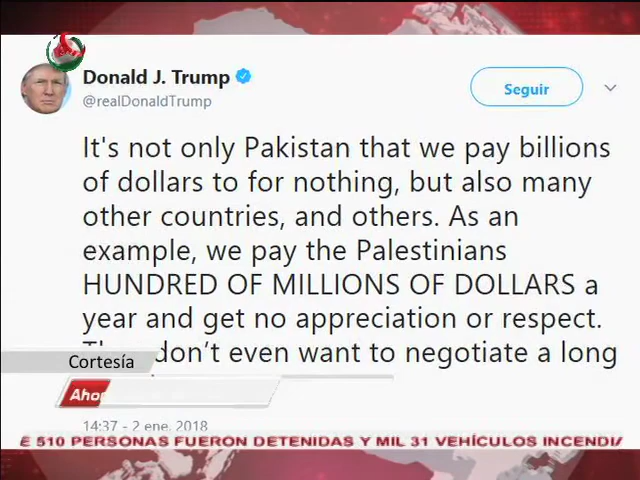 Donald J. Trump
@realDonaldTrump
Seguir
It's not only Pakistan that we pay billions
of dollars to for nothing, but also many
other countries, and others. As an
example, we pay the Palestinians
HUNDRED OF MILLIONS OF DOLLARS a
year and get no appreciation or respect.
don't even want to negotiate a long
Cortesía
14:37 - 2 ene. 2018
E 510 PERSONAS FUERON DETENIDAS Y MIL 31 VEHÍCULOS